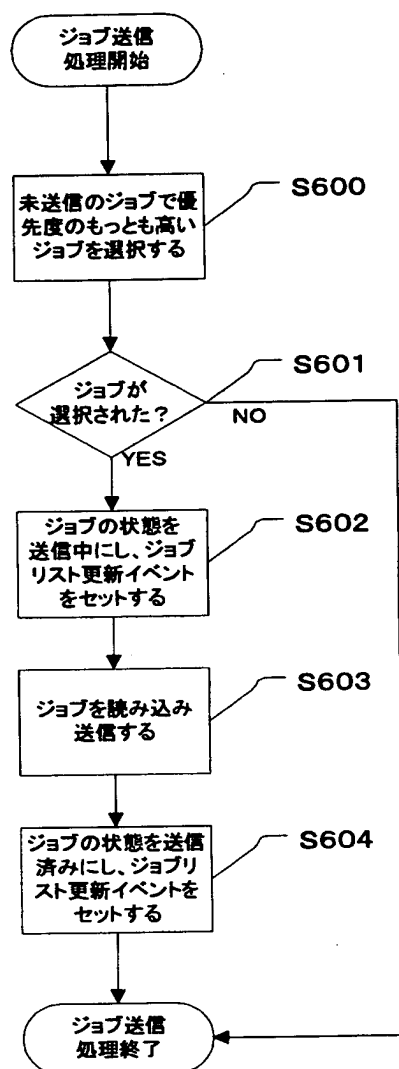 ジョブ送信
処理開始
未送信のジョブで優
先度のもっとも高い
ジョブを選択する
S600
ジョブが
選択された？
S601
NO
YES
ジョブの状態を
送信中にし、ジョブ
リスト更新イベント
をセットする
S602
ジョブを読み込み
送信する
S603
ジョブの状態を送信
済みにし、ジョブリ
スト更新イベントを
セットする
S604
ジョブ送信
処理終了